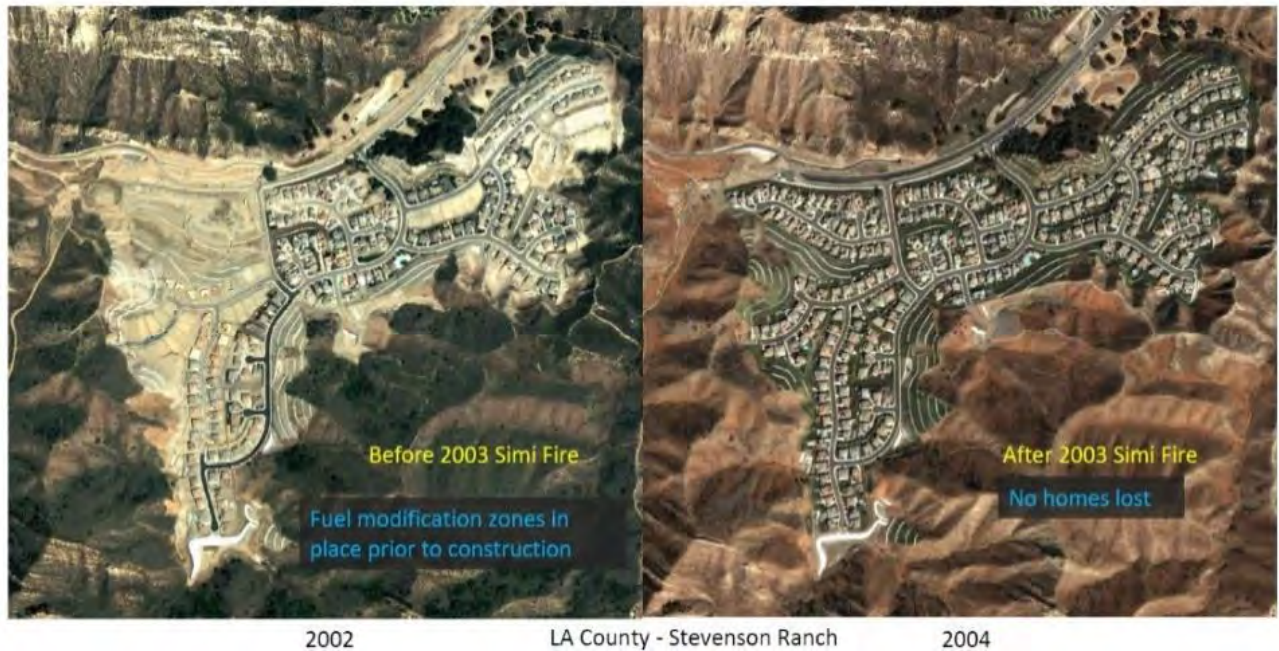 Before 2003 Simi Fire
Fuel modification zones in
place prior to construction
After 2003 Simi Fire
No homes lost
2002
LA County - Stevenson Ranch
2004